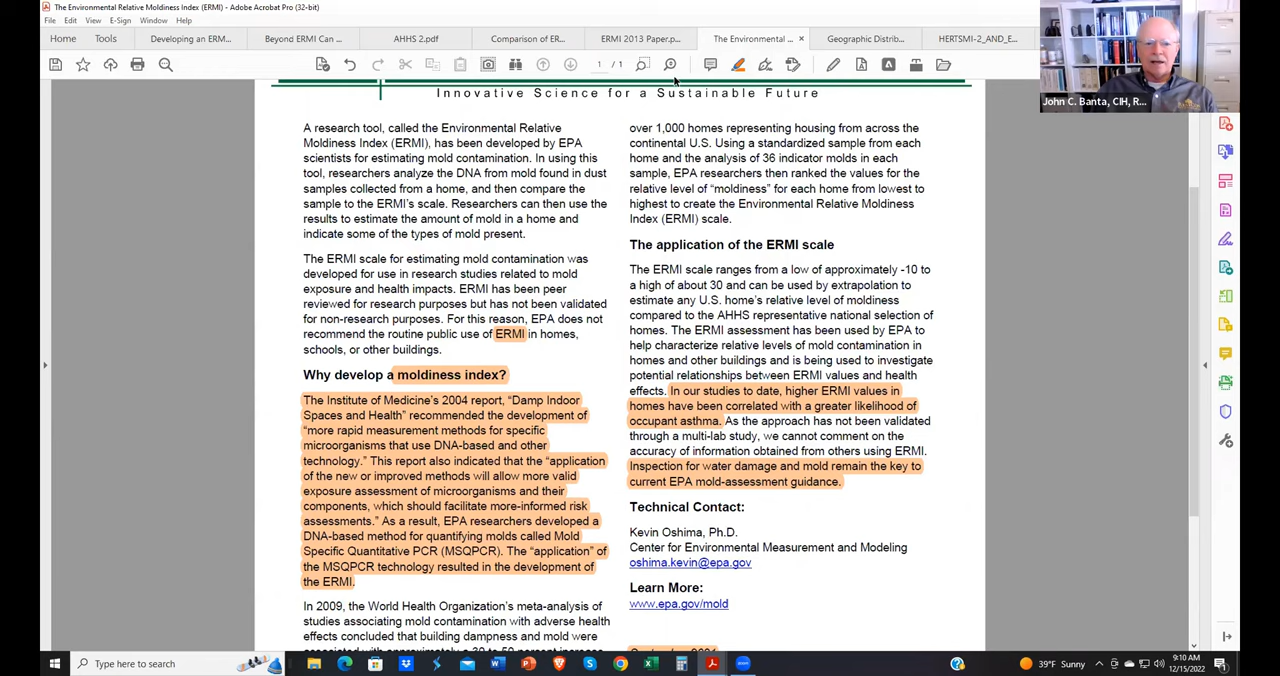 The Environmental Relative Moldiness Index (ERMI) - Adobe Acrobat Pro (32-bit)
File Edit View E-Sign Window Help
Home Tools Developing an ERM... Beyond ERMI Can ... AHHS 2.pdf Comparison of ER... ERMI 2013 Paper.p... The Environmental ... × Geographic Distrib... HERTSMI-2_AND_E...
1 / 1
John C. Banta, CIH, R...
Innovative Science for a Sustainable Future
A research tool, called the Environmental Relative
Moldiness Index (ERMI), has been developed by EPA
scientists for estimating mold contamination. In using this
tool, researchers analyze the DNA from mold found in dust
samples collected from a home, and then compare the
sample to the ERMI's scale. Researchers can then use the
results to estimate the amount of mold in a home and
indicate some of the types of mold present.
The ERMI scale for estimating mold contamination was
developed for use in research studies related to mold
exposure and health impacts. ERMI has been peer
reviewed for research purposes but has not been validated
for non-research purposes. For this reason, EPA does not
recommend the routine public use of ERMI in homes,
schools, or other buildings.
Why develop a moldiness index?
The Institute of Medicine's 2004 report, "Damp Indoor
Spaces and Health" recommended the development of
"more rapid measurement methods for specific
microorganisms that use DNA-based and other
technology." This report also indicated that the "application
of the new or improved methods will allow more valid
exposure assessment of microorganisms and their
components, which should facilitate more-informed risk
assessments." As a result, EPA researchers developed a
DNA-based method for quantifying molds called Mold
Specific Quantitative PCR (MSQPCR). The "application" of
the MSQPCR technology resulted in the development of
the ERMI.
In 2009, the World Health Organization's meta-analysis of
studies associating mold contamination with adverse health
effects concluded that building dampness and mold were
over 1,000 homes representing housing from across the
continental U.S. Using a standardized sample from each
home and the analysis of 36 indicator molds in each
sample, EPA researchers then ranked the values for the
relative level of "moldiness" for each home from lowest to
highest to create the Environmental Relative Moldiness
Index (ERMI) scale.
The application of the ERMI scale
The ERMI scale ranges from a low of approximately -10 to
a high of about 30 and can be used by extrapolation to
estimate any U.S. home's relative level of moldiness
compared to the AHHS representative national selection of
homes. The ERMI assessment has been used by EPA to
help characterize relative levels of mold contamination in
homes and other buildings and is being used to investigate
potential relationships between ERMI values and health
effects. In our studies to date, higher ERMI values in
homes have been correlated with a greater likelihood of
occupant asthma. As the approach has not been validated
through a multi-lab study, we cannot comment on the
accuracy of information obtained from others using ERMI.
Inspection for water damage and mold remain the key to
current EPA mold-assessment guidance.
Technical Contact:
Kevin Oshima, Ph.D.
Center for Environmental Measurement and Modeling
oshima.kevin@epa.gov
Learn More:
www.epa.gov/mold
Type here to search
39°F Sunny
9:10 AM
12/15/2022